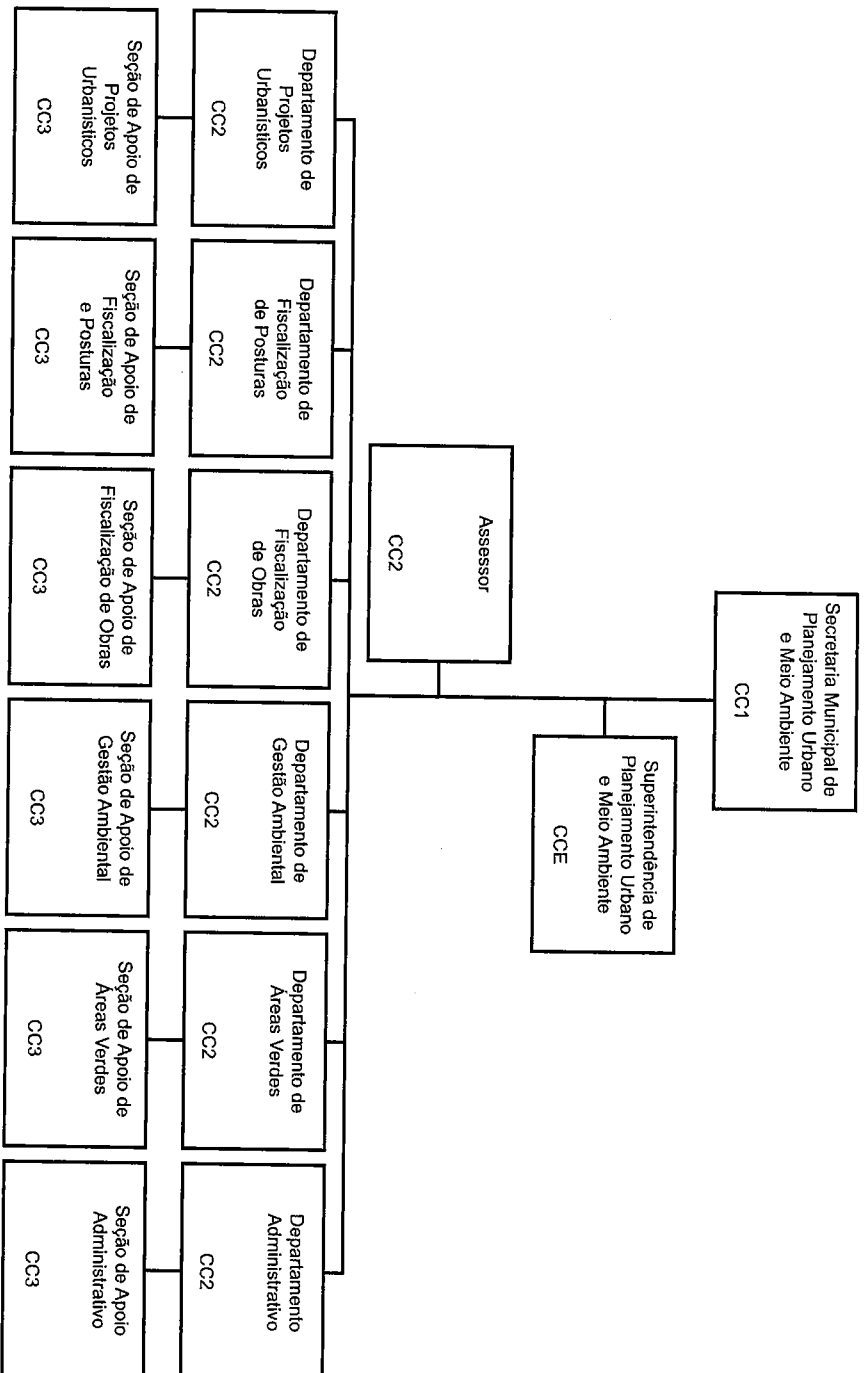 Secretaria Municipal de
Planejamento Urbano
e Meio Ambiente
CC1
Superintendência de
Planejamento Urbano
e Meio Ambiente
CCE
Assessor
CC2
Departamento de
Projetos
Urbanísticos
CC2
Departamento de
Fiscalização
de Posturas
CC2
Departamento de
Fiscalização
de Obras
CC2
Departamento de
Gestão Ambiental
CC2
Departamento de
Áreas Verdes
CC2
Departamento
Administrativo
CC2
Seção de Apoio de
Projetos
Urbanísticos
CC3
Seção de Apoio de
Fiscalização
e Posturas
CC3
Seção de Apoio de
Fiscalização de Obras
CC3
Seção de Apoio de
Gestão Ambiental
CC3
Seção de Apoio de
Áreas Verdes
CC3
Seção de Apoio
Administrativo
CC3